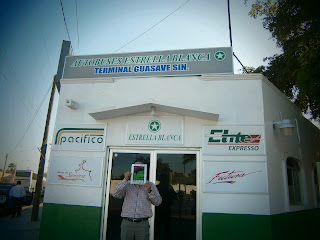 AUTOBUSES ESTRELLA BLANCA
TERMINAL GUASAVE SIN.
ESTRELLA BLANCA
pacifico
Elite
EXPRESSO
Futura